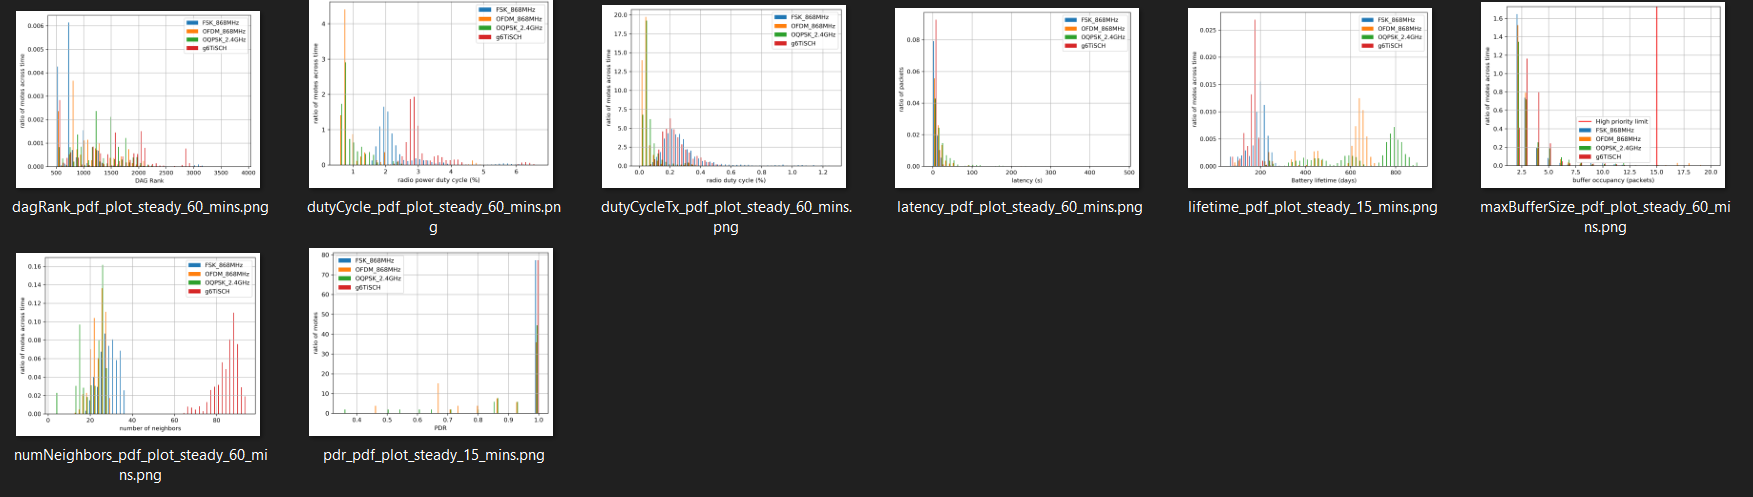 0.006
0.005
0.004
0.003
0.002
0.001
0.000
ratio of motes across time
FSK_868MHz
OFDM_868MHz
OQPSK_2.4GHz
g6TiSCH
500 1000 1500 2000 2500 3000 3500 4000
DAG Rank
dagRank_pdf_plot_steady_60_mins.png
4
3
2
1
0
ratio of motes across time
FSK_868MHz
OFDM_868MHz
OQPSK_2.4GHz
g6TiSCH
1 2 3 4 5 6
radio power duty cycle (%)
dutyCycle_pdf_plot_steady_60_mins.pn
g
20.0
17.5
15.0
12.5
10.0
7.5
5.0
2.5
0.0
ratio of motes across time
FSK_868MHz
OFDM_868MHz
OQPSK_2.4GHz
g6TiSCH
0.0 0.2 0.4 0.6 0.8 1.0 1.2
radio duty cycle (%)
dutyCycleTx_pdf_plot_steady_60_mins.
png
0.08
0.06
0.04
0.02
0.00
ratio of packets
FSK_868MHz
OFDM_868MHz
OQPSK_2.4GHz
g6TiSCH
0 100 200 300 400 500
latency (s)
latency_pdf_plot_steady_60_mins.png
0.025
0.020
0.015
0.010
0.005
0.000
ratio of motes across time
FSK_868MHz
OFDM_868MHz
OQPSK_2.4GHz
g6TiSCH
0 200 400 600 800
Battery lifetime (days)
lifetime_pdf_plot_steady_15_mins.png
1.6
1.4
1.2
1.0
0.8
0.6
0.4
0.2
0.0
ratio of motes across time
High priority limit
FSK_868MHz
OFDM_868MHz
OQPSK_2.4GHz
g6TiSCH
2.5 5.0 7.5 10.0 12.5 15.0 17.5 20.0
buffer occupancy (packets)
maxBufferSize_pdf_plot_steady_60_mi
ns.png
0.16
0.14
0.12
0.10
0.08
0.06
0.04
0.02
0.00
ratio of motes across time
FSK_868MHz
OFDM_868MHz
OQPSK_2.4GHz
g6TiSCH
0 20 40 60 80
number of neighbors
numNeighbors_pdf_plot_steady_60_mi
ns.png
80
70
60
50
40
30
20
10
0
ratio of motes
FSK_868MHz
OFDM_868MHz
OQPSK_2.4GHz
g6TiSCH
0.4 0.5 0.6 0.7 0.8 0.9 1.0
PDR
pdr_pdf_plot_steady_15_mins.png